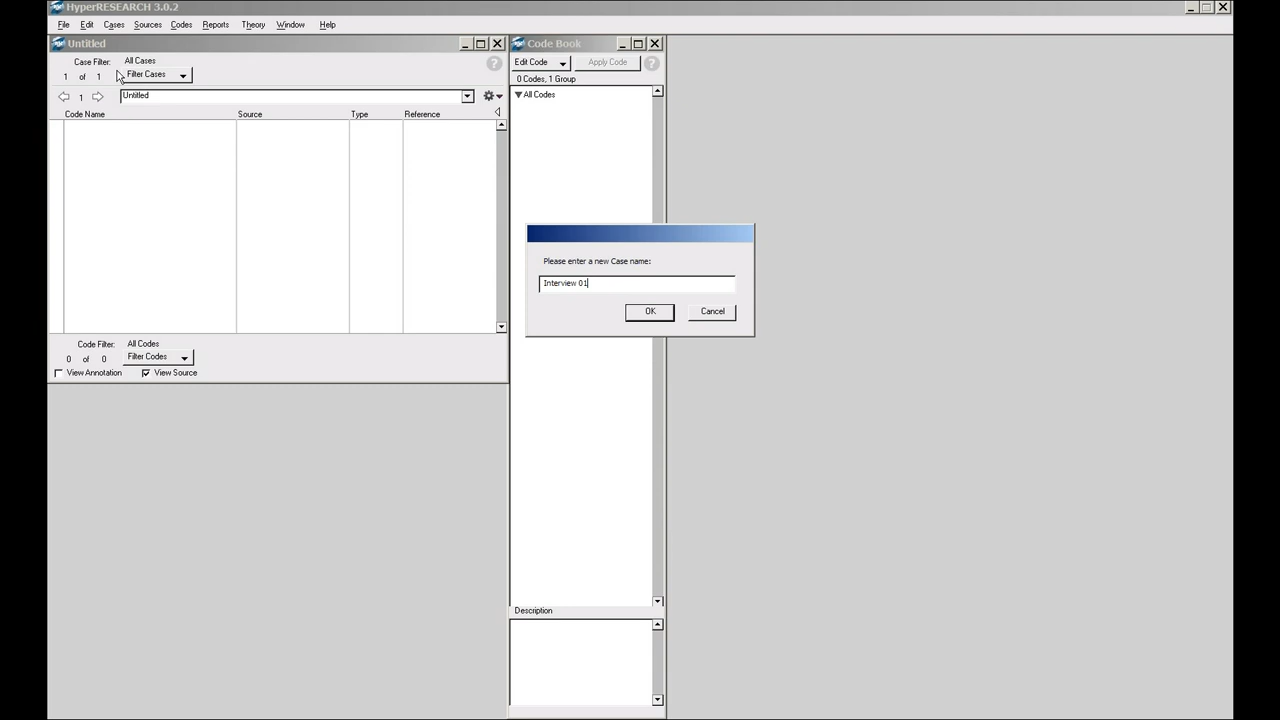 HyperRESEARCH 3.0.2
File Edit Cases Sources Codes Reports Theory Window Help
Untitled
Case Filter: All Cases
1 of 1 Filter Cases
1 Untitled
Code Name Source Type Reference
Code Filter: All Codes
0 of 0 Filter Codes
View Annotation View Source
Code Book
Edit Code Apply Code ?
0 Codes, 1 Group
All Codes
Description
Please enter a new Case name:
Interview 01
OK Cancel